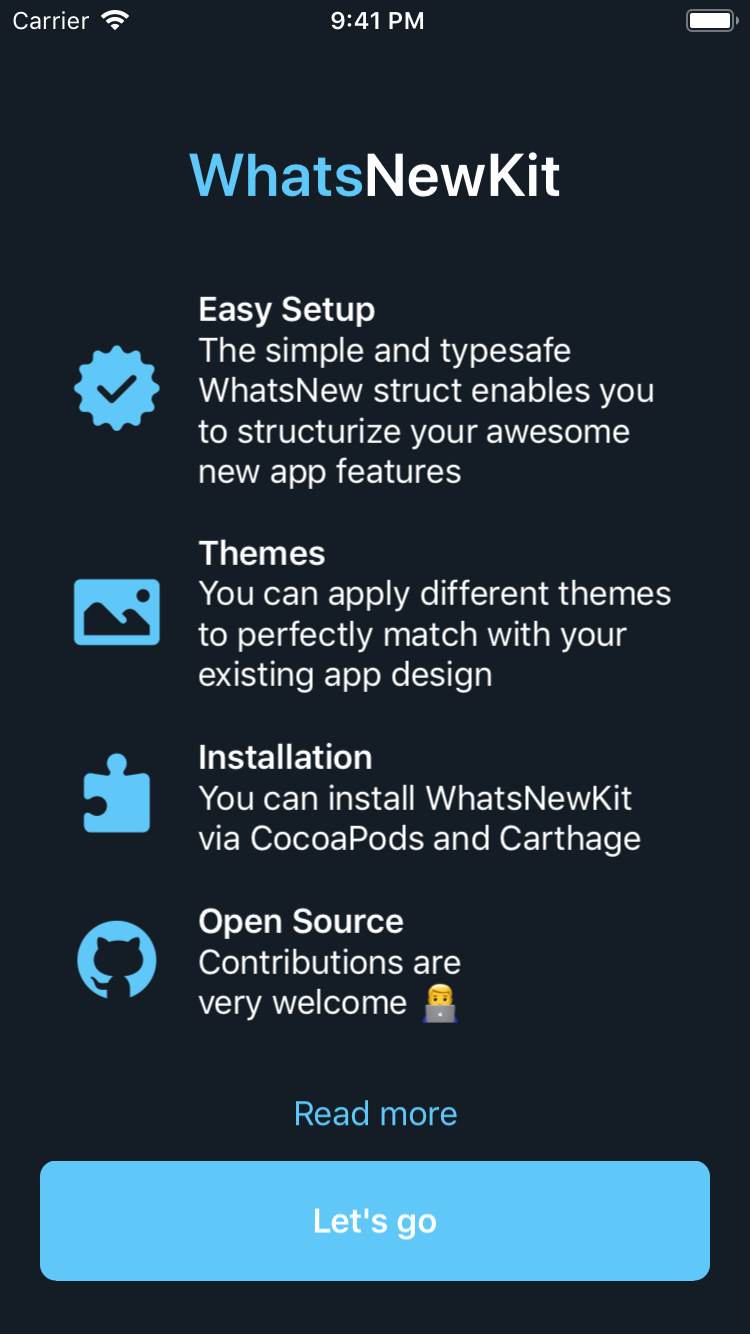 Carrier 9:41 PM
WhatsNewKit
Easy Setup
The simple and typesafe
WhatsNew struct enables you
to structurize your awesome
new app features
Themes
You can apply different themes
to perfectly match with your
existing app design
Installation
You can install WhatsNewKit
via CocoaPods and Carthage
Open Source
Contributions are
very welcome 👨‍💻
Read more
Let's go